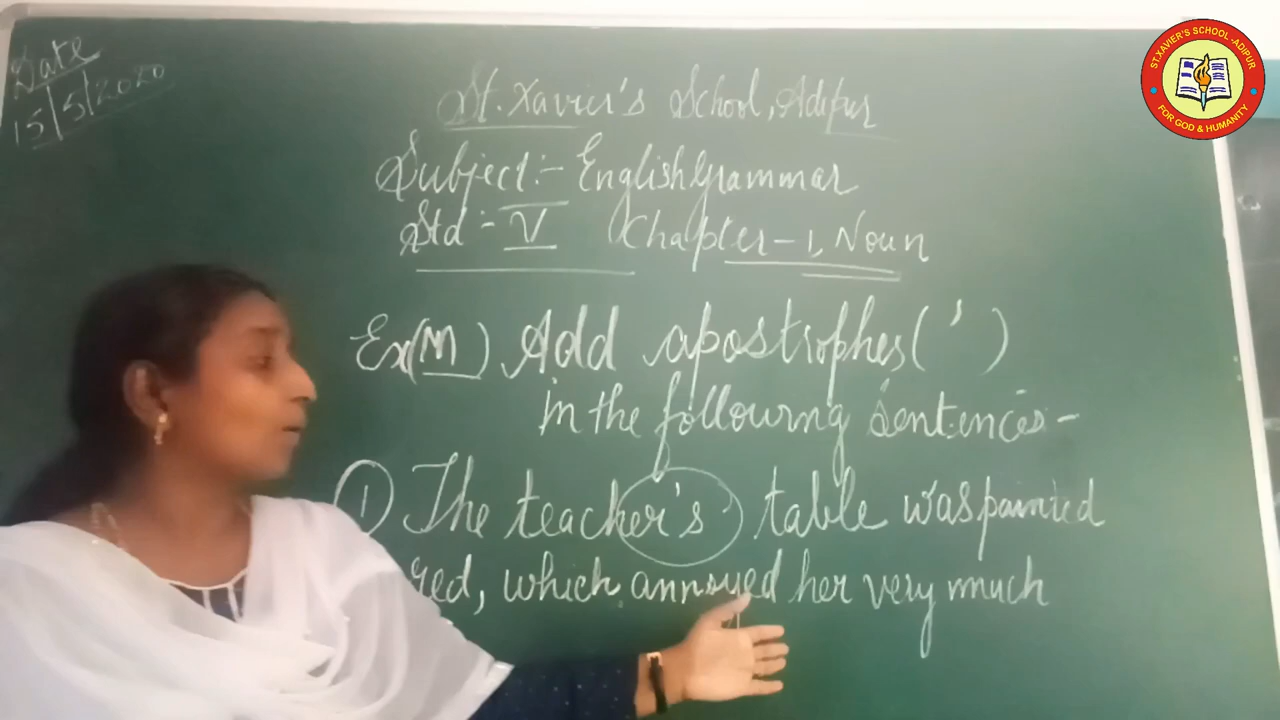 Date
15/5/2020
St. Xavier's School, Adipur
Subject:- English Grammar
Std - V Chapter-1, Noun
Ex(M) Add apostrophes(')
in the following sentences-
① The teacher's table was painted
red, which annoyed her very much
ST.XAVIER'S SCHOOL-ADIPUR
FOR GOD & HUMANITY